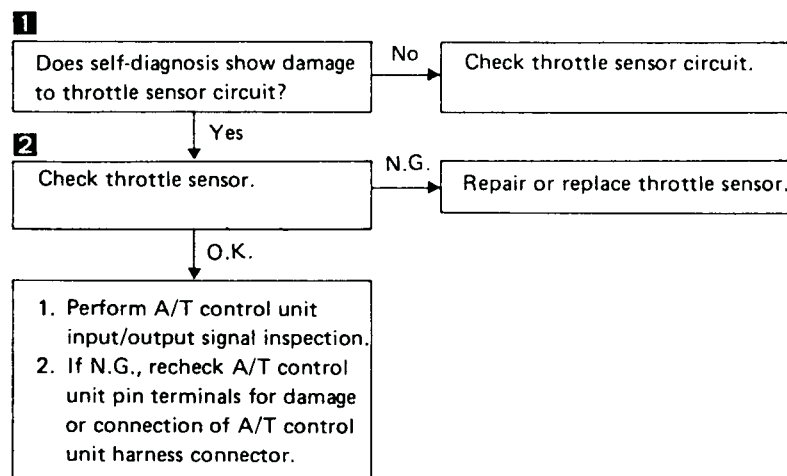 1
Does self-diagnosis show damage
to throttle sensor circuit?
No
Check throttle sensor circuit.
Yes
2
Check throttle sensor.
N.G.
Repair or replace throttle sensor.
O.K.
1. Perform A/T control unit
input/output signal inspection.
2. If N.G., recheck A/T control
unit pin terminals for damage
or connection of A/T control
unit harness connector.